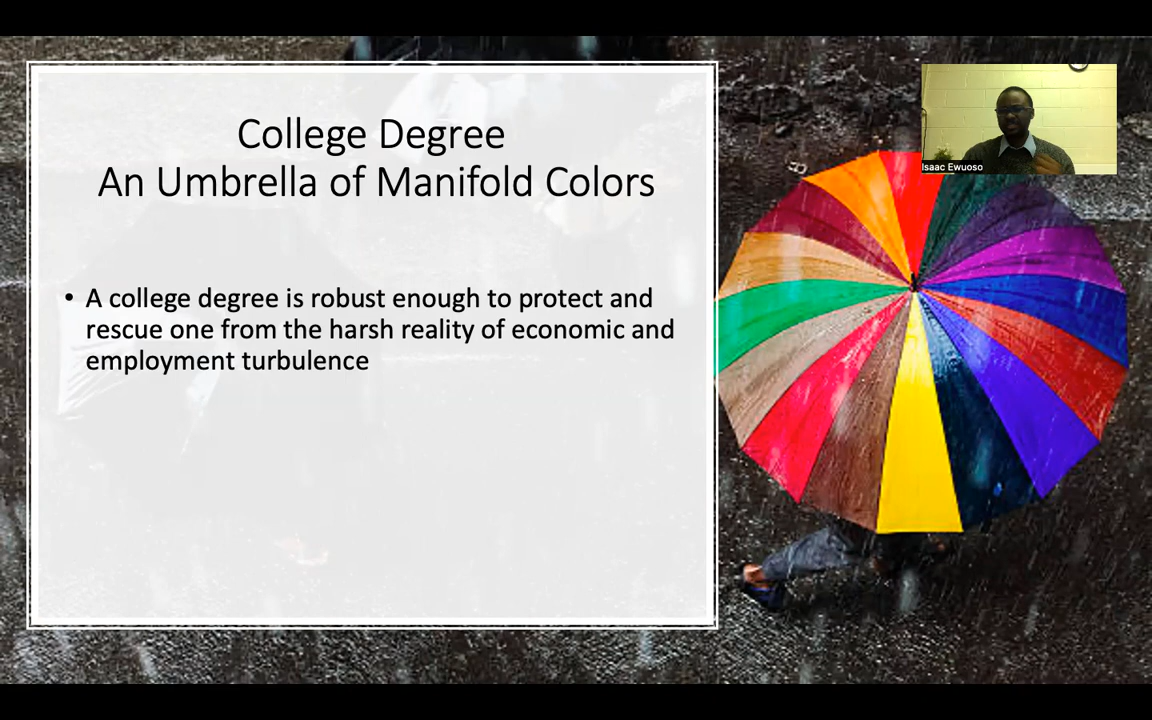 College Degree
An Umbrella of Manifold Colors
• A college degree is robust enough to protect and
rescue one from the harsh reality of economic and
employment turbulence
Isaac Ewuoso